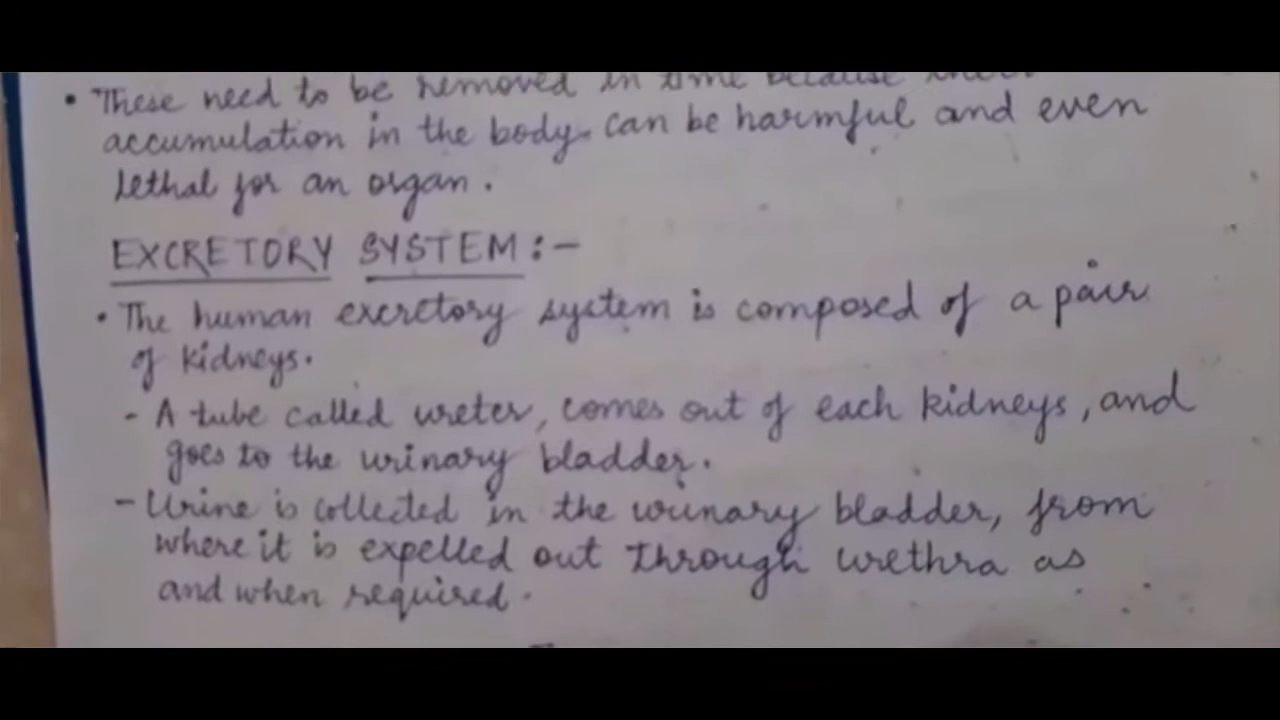 • These need to be removed in time because their
accumulation in the body can be harmful and even
Lethal for an organ.
EXCRETORY SYSTEM :-
• The human excretory system is composed of a pair
of kidneys.
- A tube called ureter, comes out of each kidneys, and
goes to the urinary bladder.
- Urine is collected in the urinary bladder, from
where it is expelled out through urethra as
and when required.